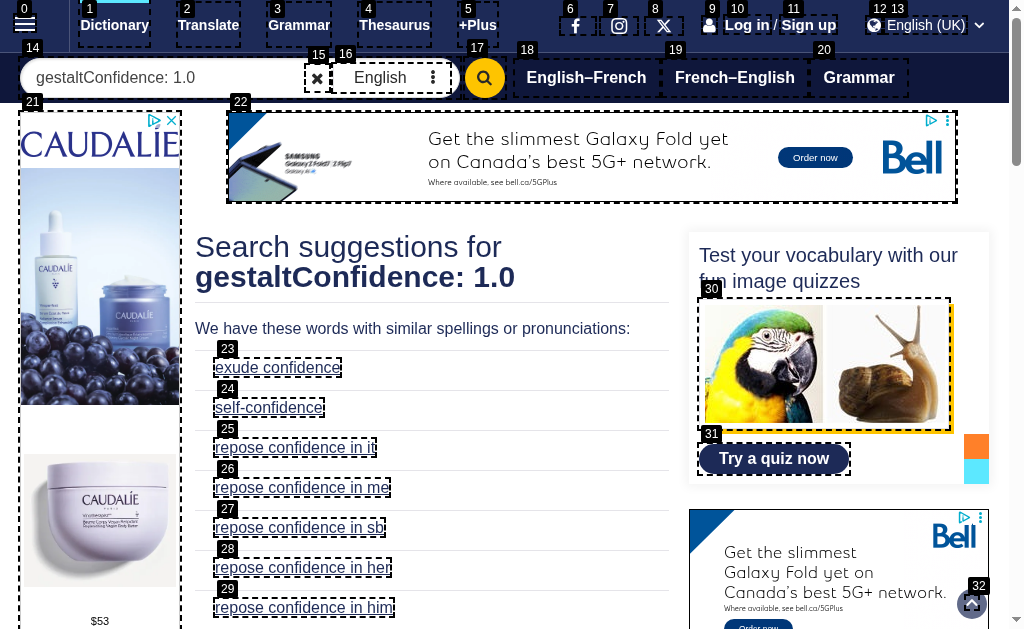 0 1 2 3 4 5 6 7 8 9 10 11 12 13
Dictionary Translate Grammar Thesaurus +Plus Log in / Sign up English (UK)
14 15 16 17 18 19 20
gestaltConfidence: 1.0 English English–French French–English Grammar
21 22
CAUDALÍE
SAMSUNG
Get the slimmest Galaxy Fold yet
on Canada's best 5G+ network.
Where available, see bell.ca/5GPlus
Order now
Bell
Search suggestions for
gestaltConfidence: 1.0
We have these words with similar spellings or pronunciations:
23
exude confidence
24
self-confidence
25
repose confidence in it
26
repose confidence in me
27
repose confidence in sb
28
repose confidence in her
29
repose confidence in him
CAUDALÍE
CAUDALÍE
CAUDALÍE
$53
Test your vocabulary with our
fun image quizzes
30
31
Try a quiz now
Bell
Get the slimmest
Galaxy Fold yet on
Canada's best 5G+ network.
Where available, see bell.ca/5GPlus
Order now
32